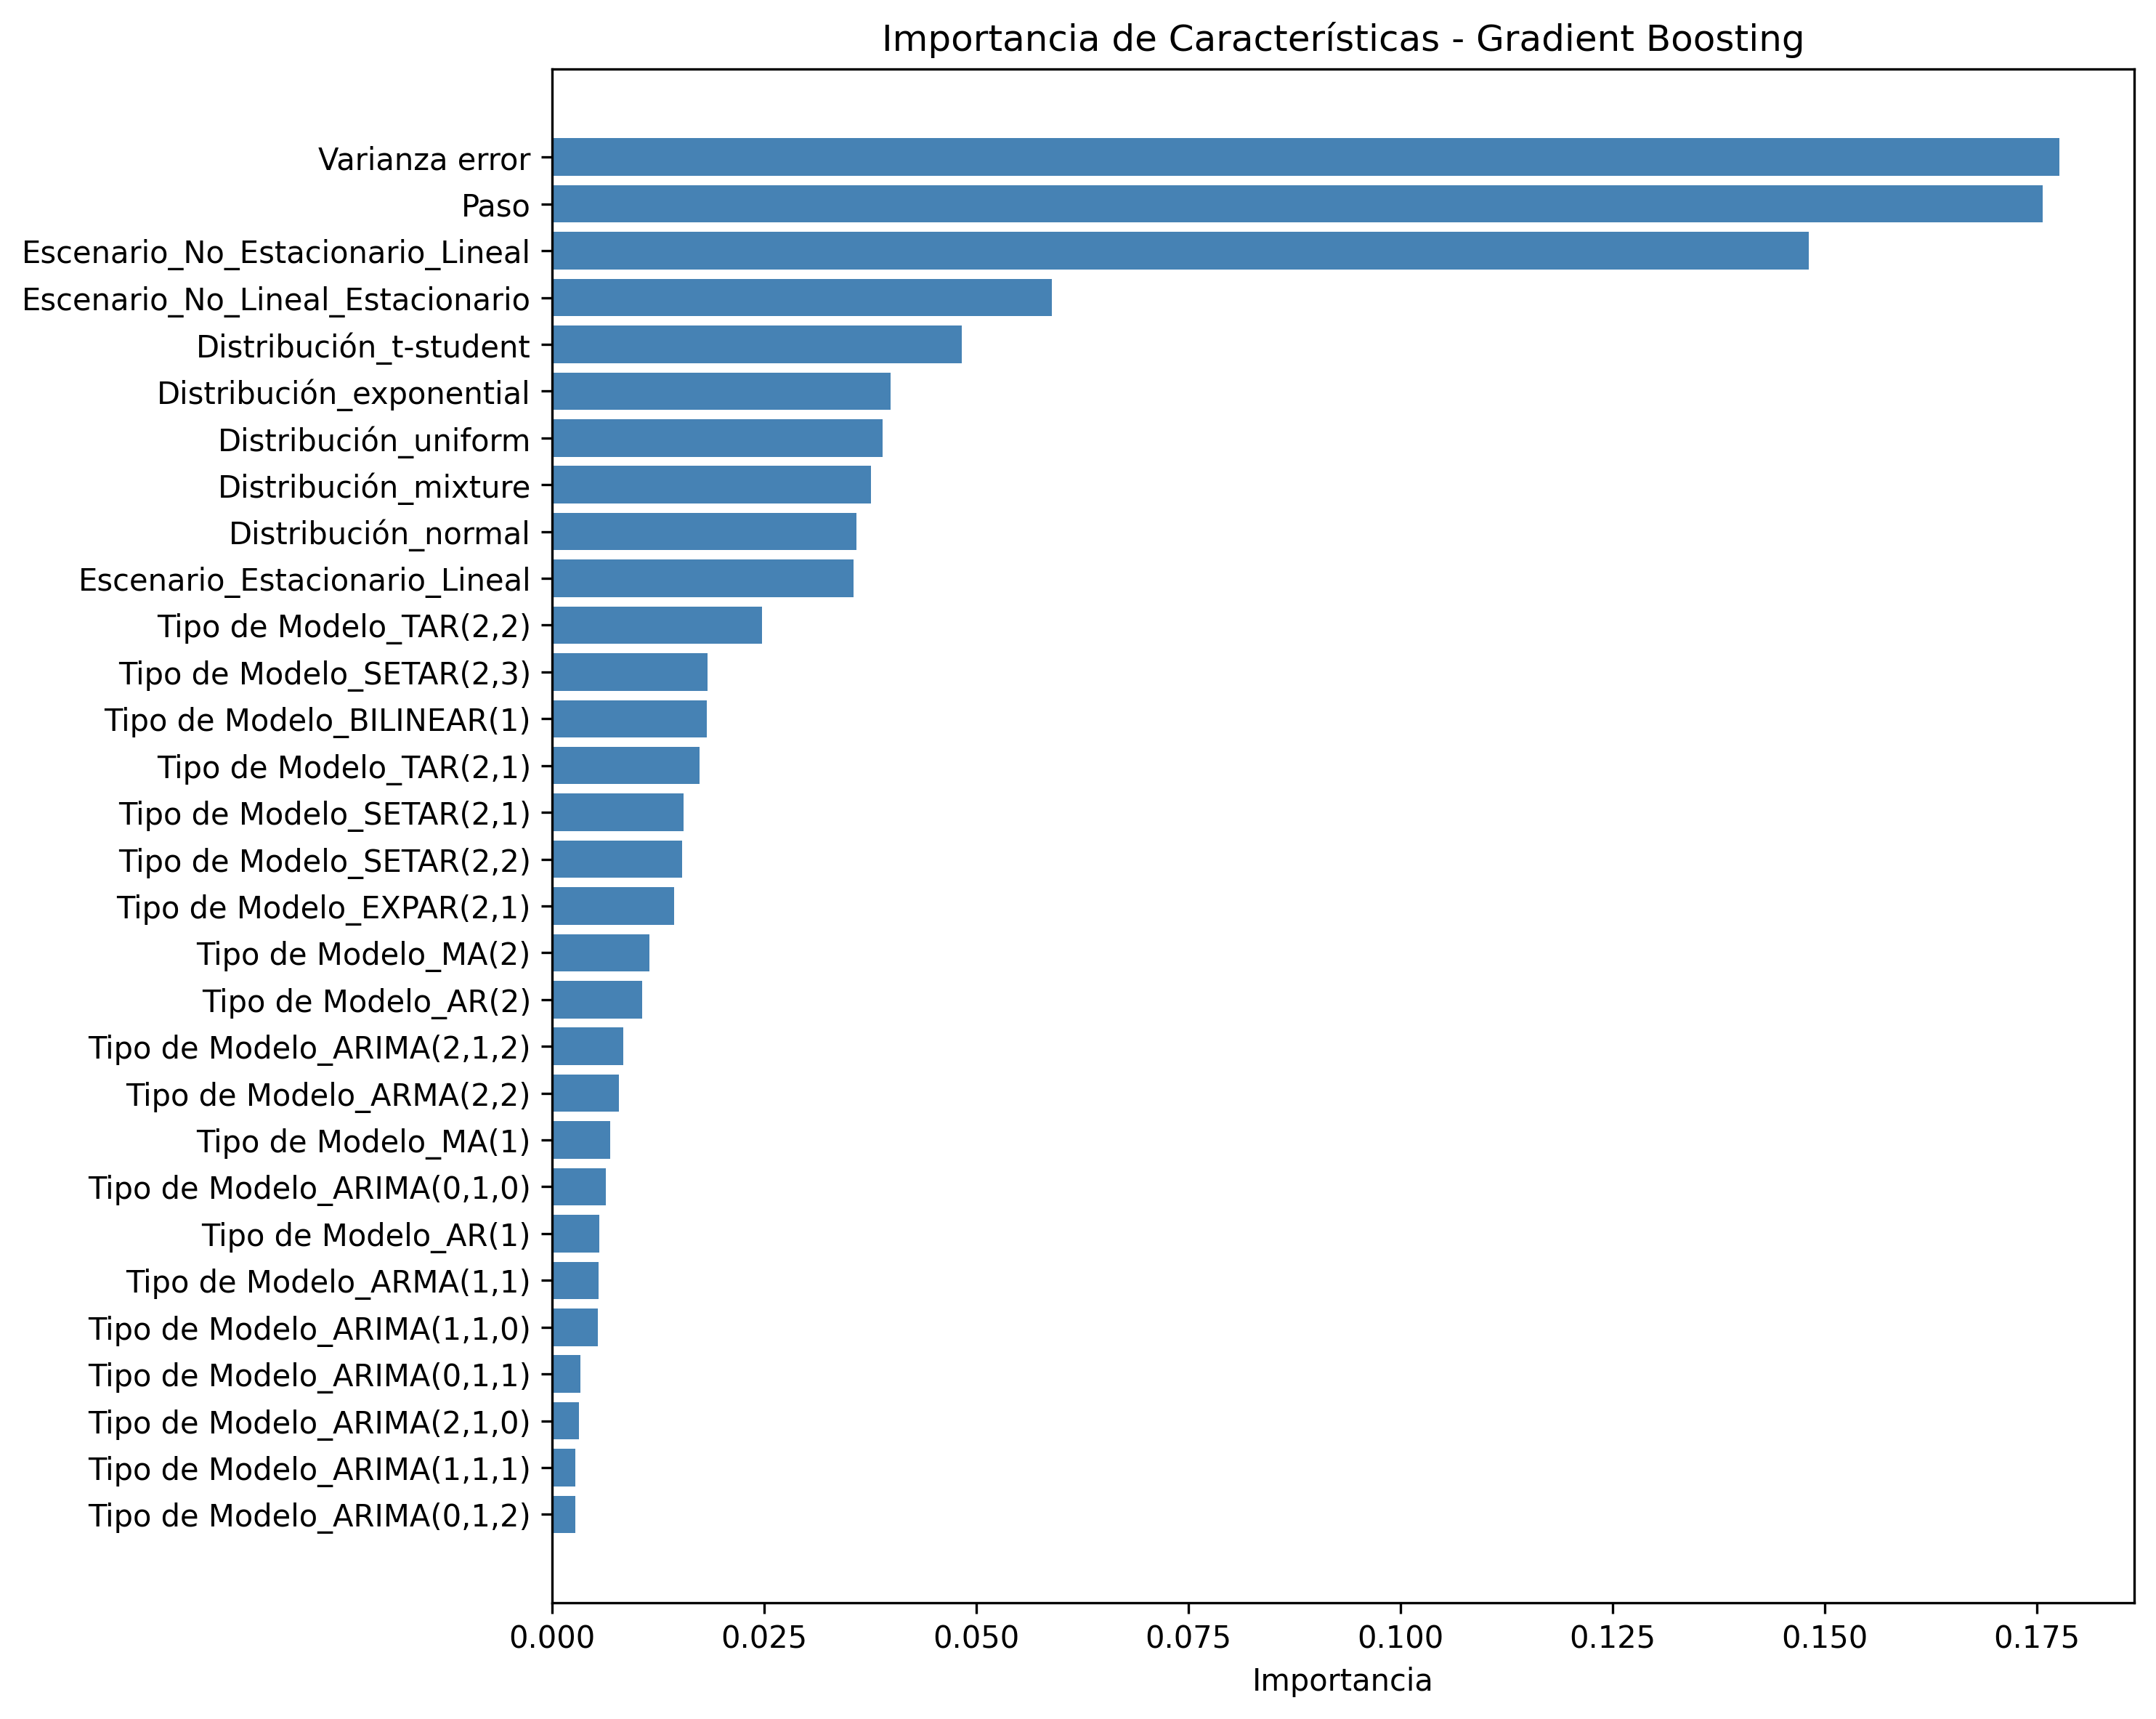 Importancia de Características - Gradient Boosting
Varianza error
Paso
Escenario_No_Estacionario_Lineal
Escenario_No_Lineal_Estacionario
Distribución_t-student
Distribución_exponential
Distribución_uniform
Distribución_mixture
Distribución_normal
Escenario_Estacionario_Lineal
Tipo de Modelo_TAR(2,2)
Tipo de Modelo_SETAR(2,3)
Tipo de Modelo_BILINEAR(1)
Tipo de Modelo_TAR(2,1)
Tipo de Modelo_SETAR(2,1)
Tipo de Modelo_SETAR(2,2)
Tipo de Modelo_EXPAR(2,1)
Tipo de Modelo_MA(2)
Tipo de Modelo_AR(2)
Tipo de Modelo_ARIMA(2,1,2)
Tipo de Modelo_ARMA(2,2)
Tipo de Modelo_MA(1)
Tipo de Modelo_ARIMA(0,1,0)
Tipo de Modelo_AR(1)
Tipo de Modelo_ARMA(1,1)
Tipo de Modelo_ARIMA(1,1,0)
Tipo de Modelo_ARIMA(0,1,1)
Tipo de Modelo_ARIMA(2,1,0)
Tipo de Modelo_ARIMA(1,1,1)
Tipo de Modelo_ARIMA(0,1,2)
0.000 0.025 0.050 0.075 0.100 0.125 0.150 0.175
Importancia